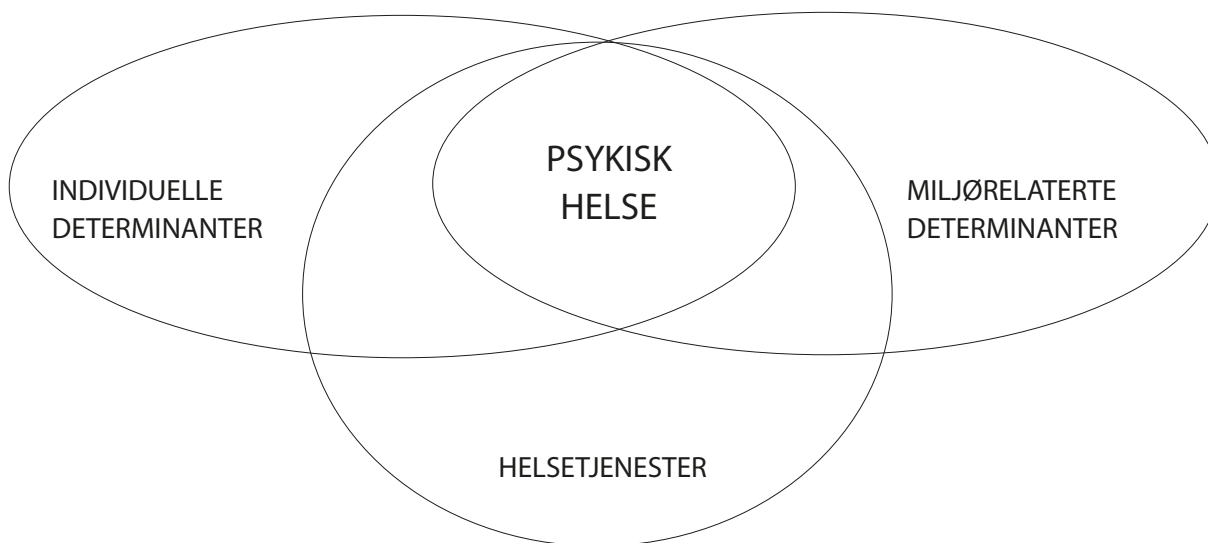 PSYKISK
HELSE
INDIVIDUELLE
DETERMINANTER
MILJØRELATERTE
DETERMINANTER
HELSETJENESTER